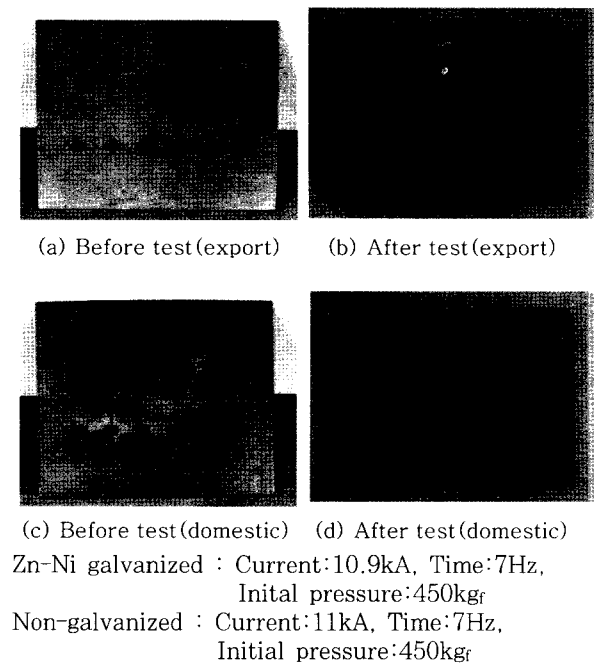 (a) Before test(export) (b) After test(export)
(c) Before test(domestic) (d) After test(domestic)
Zn-Ni galvanized : Current:10.9kA, Time:7Hz,
Inital pressure:450kgf
Non-galvanized : Current:11kA, Time:7Hz,
Initial pressure:450kgf